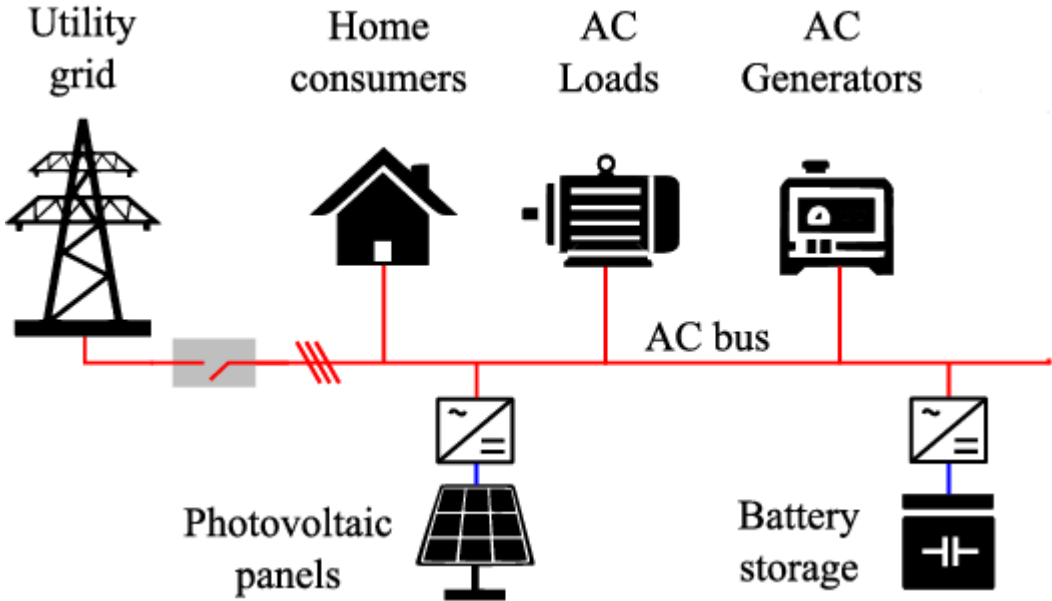 Utility
grid
Home
consumers
AC
Loads
AC
Generators
AC bus
Photovoltaic
panels
Battery
storage